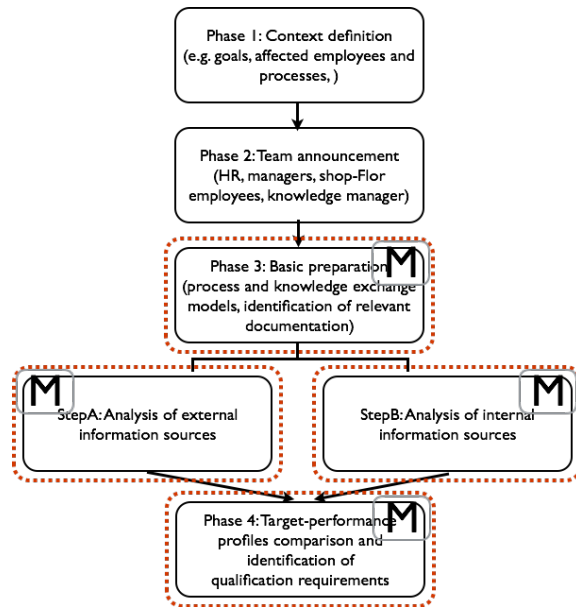 Phase 1: Context definition
(e.g. goals, affected employees and
processes, )
Phase 2: Team announcement
(HR, managers, shop-Flor
employees, knowledge manager)
M
Phase 3: Basic preparation
(process and knowledge exchange
models, identification of relevant
documentation)
M
StepA: Analysis of external
information sources
M
StepB: Analysis of internal
information sources
M
Phase 4: Target-performance
profiles comparison and
identification of
qualification requirements